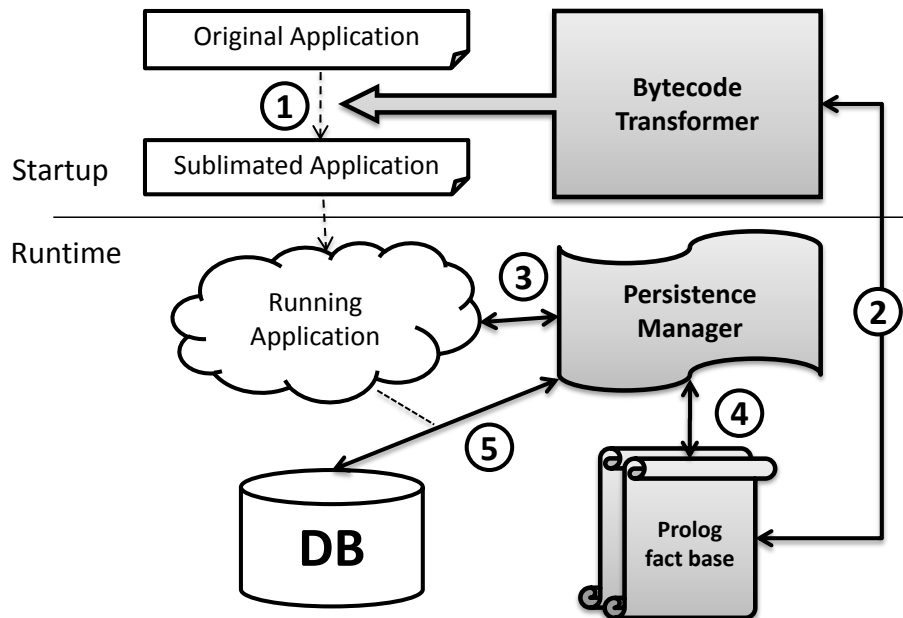 Original Application
1
Bytecode
Transformer
Sublimated Application
Startup
Runtime
Running
Application
3
Persistence
Manager
2
4
5
DB
Prolog
fact base